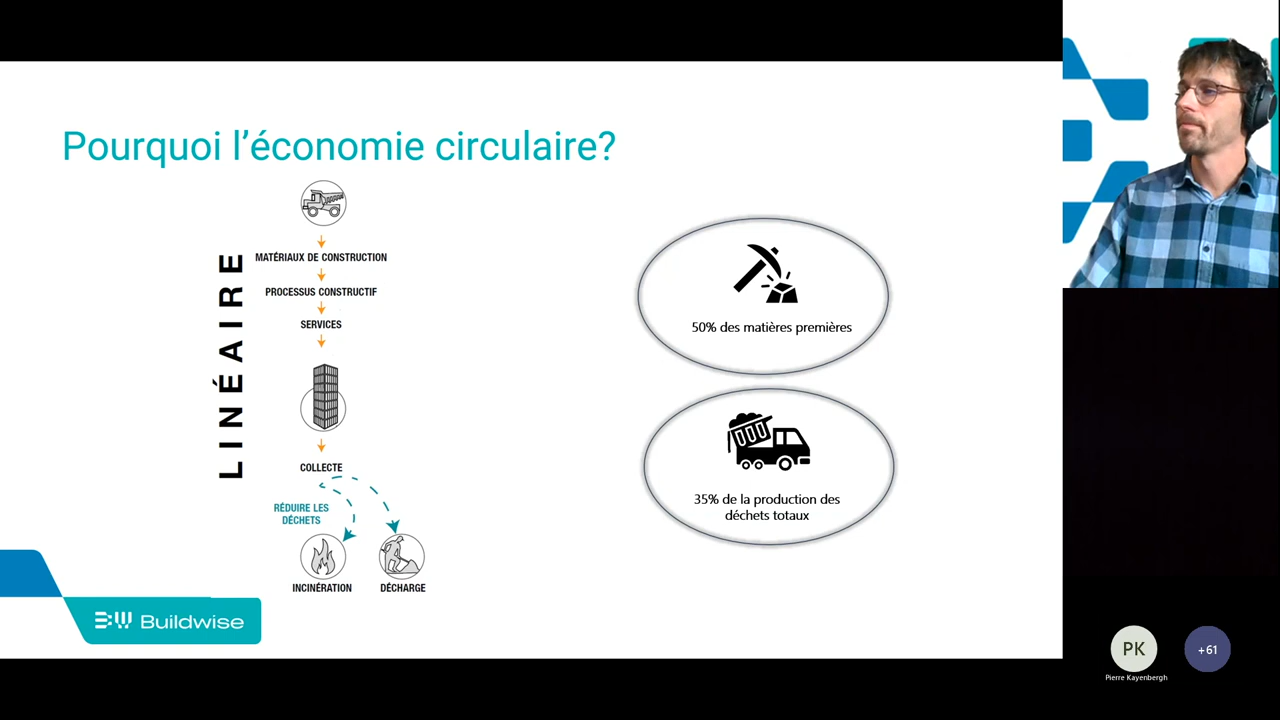 Pourquoi l'économie circulaire?
LINÉAIRE
MATÉRIAUX DE CONSTRUCTION
PROCESSUS CONSTRUCTIF
SERVICES
COLLECTE
RÉDUIRE LES
DÉCHETS
INCINÉRATION
DÉCHARGE
50% des matières premières
35% de la production des
déchets totaux
Buildwise
PK
+61
Pierre Kayenbergh